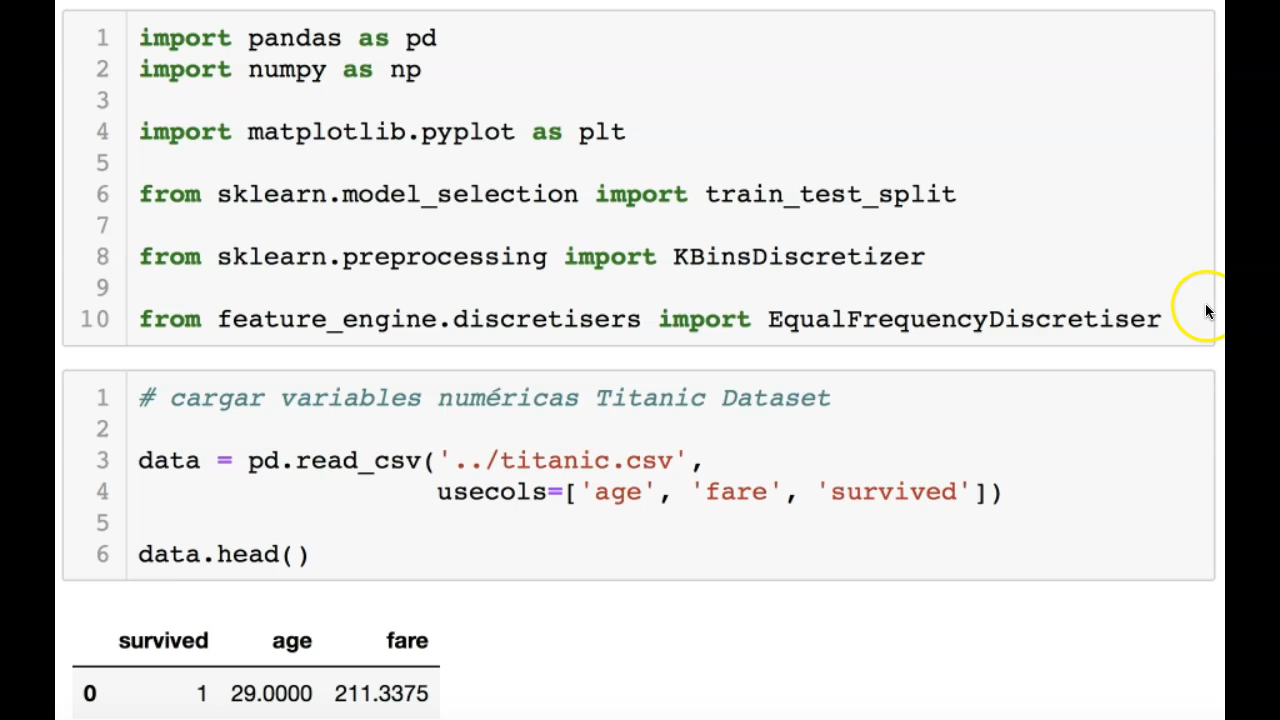 1 import pandas as pd
2 import numpy as np
3
4 import matplotlib.pyplot as plt
5
6 from sklearn.model_selection import train_test_split
7
8 from sklearn.preprocessing import KBinsDiscretizer
9
10 from feature_engine.discretisers import EqualFrequencyDiscretiser
1 # cargar variables numéricas Titanic Dataset
2
3 data = pd.read_csv('../titanic.csv',
4 usecols=['age', 'fare', 'survived'])
5
6 data.head()
survived age fare
0 1 29.0000 211.3375